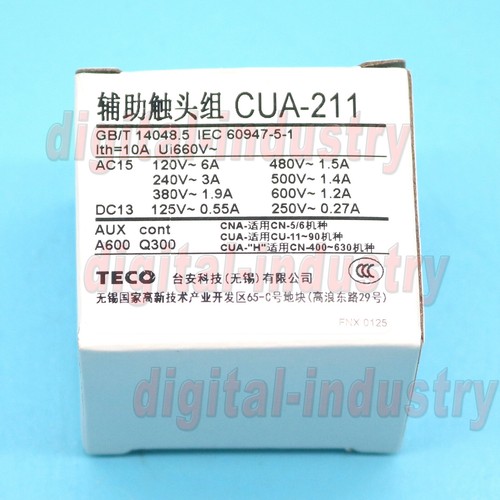 辅助触头组 CUA-211
GB/T 14048.5 IEC 60947-5-1
Ith=10A Ui660V~
AC15 120V~ 6A 480V~ 1.5A
240V~ 3A 500V~ 1.4A
380V~ 1.9A 600V~ 1.2A
DC13 125V~ 0.55A 250V~ 0.27A
AUX cont CNA-适用CN-5/6机种
A600 Q300 CUA-适用CU-11~90机种
CUA-"H"适用CN-400~630机种
TECO 台安科技(无锡)有限公司
CCC
无锡国家高新技术产业开发区65-C号地块(高浪东路29号)
FNX 0125
digital-industry
digital-industry
digital-industry
digital-industry